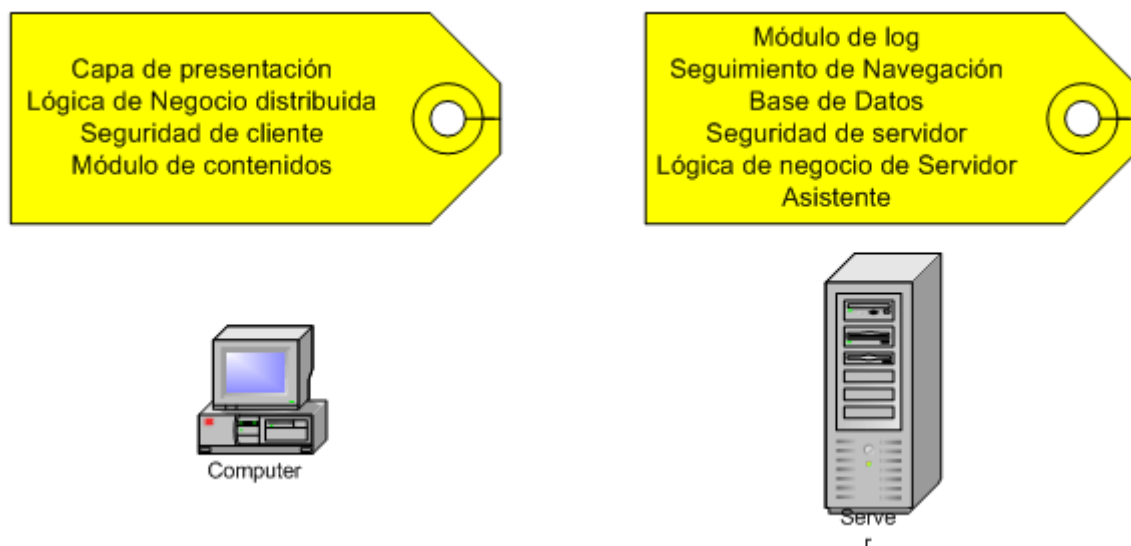 Capa de presentación
Lógica de Negocio distribuida
Seguridad de cliente
Módulo de contenidos
Módulo de log
Seguimiento de Navegación
Base de Datos
Seguridad de servidor
Lógica de negocio de Servidor
Asistente
Computer
Serve
r